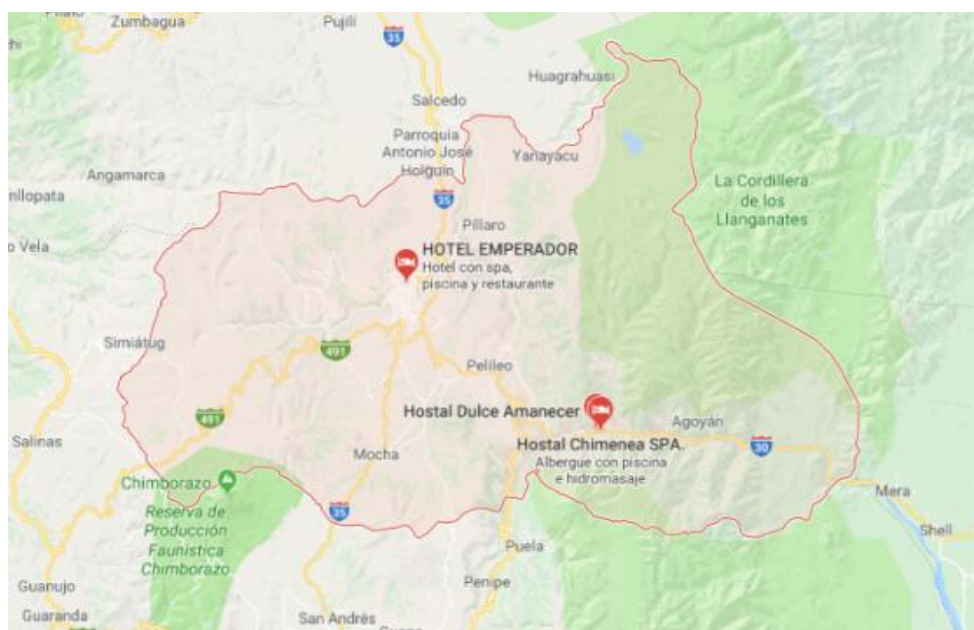 Zumbagua
Pujilí
35
Huagrahuasi
Salcedo
Parroquia
Antonio José
Holguín
Yanayacu
Angamarca
35
La Cordillera
de los
Llanganates
Píllaro
HOTEL EMPERADOR
Hotel con spa,
piscina y restaurante
o Vela
Simiátug
491
Pelileo
Hostal Dulce Amanecer
Agoyán
491
Salinas
Hostal Chimenea SPA.
Albergue con piscina
e hidromasaje
30
Mocha
Chimborazo
Mera
Reserva de
Producción
Faunística
Chimborazo
35
Shell
Puela
Guanujo
Penipe
Guaranda
San Andrés